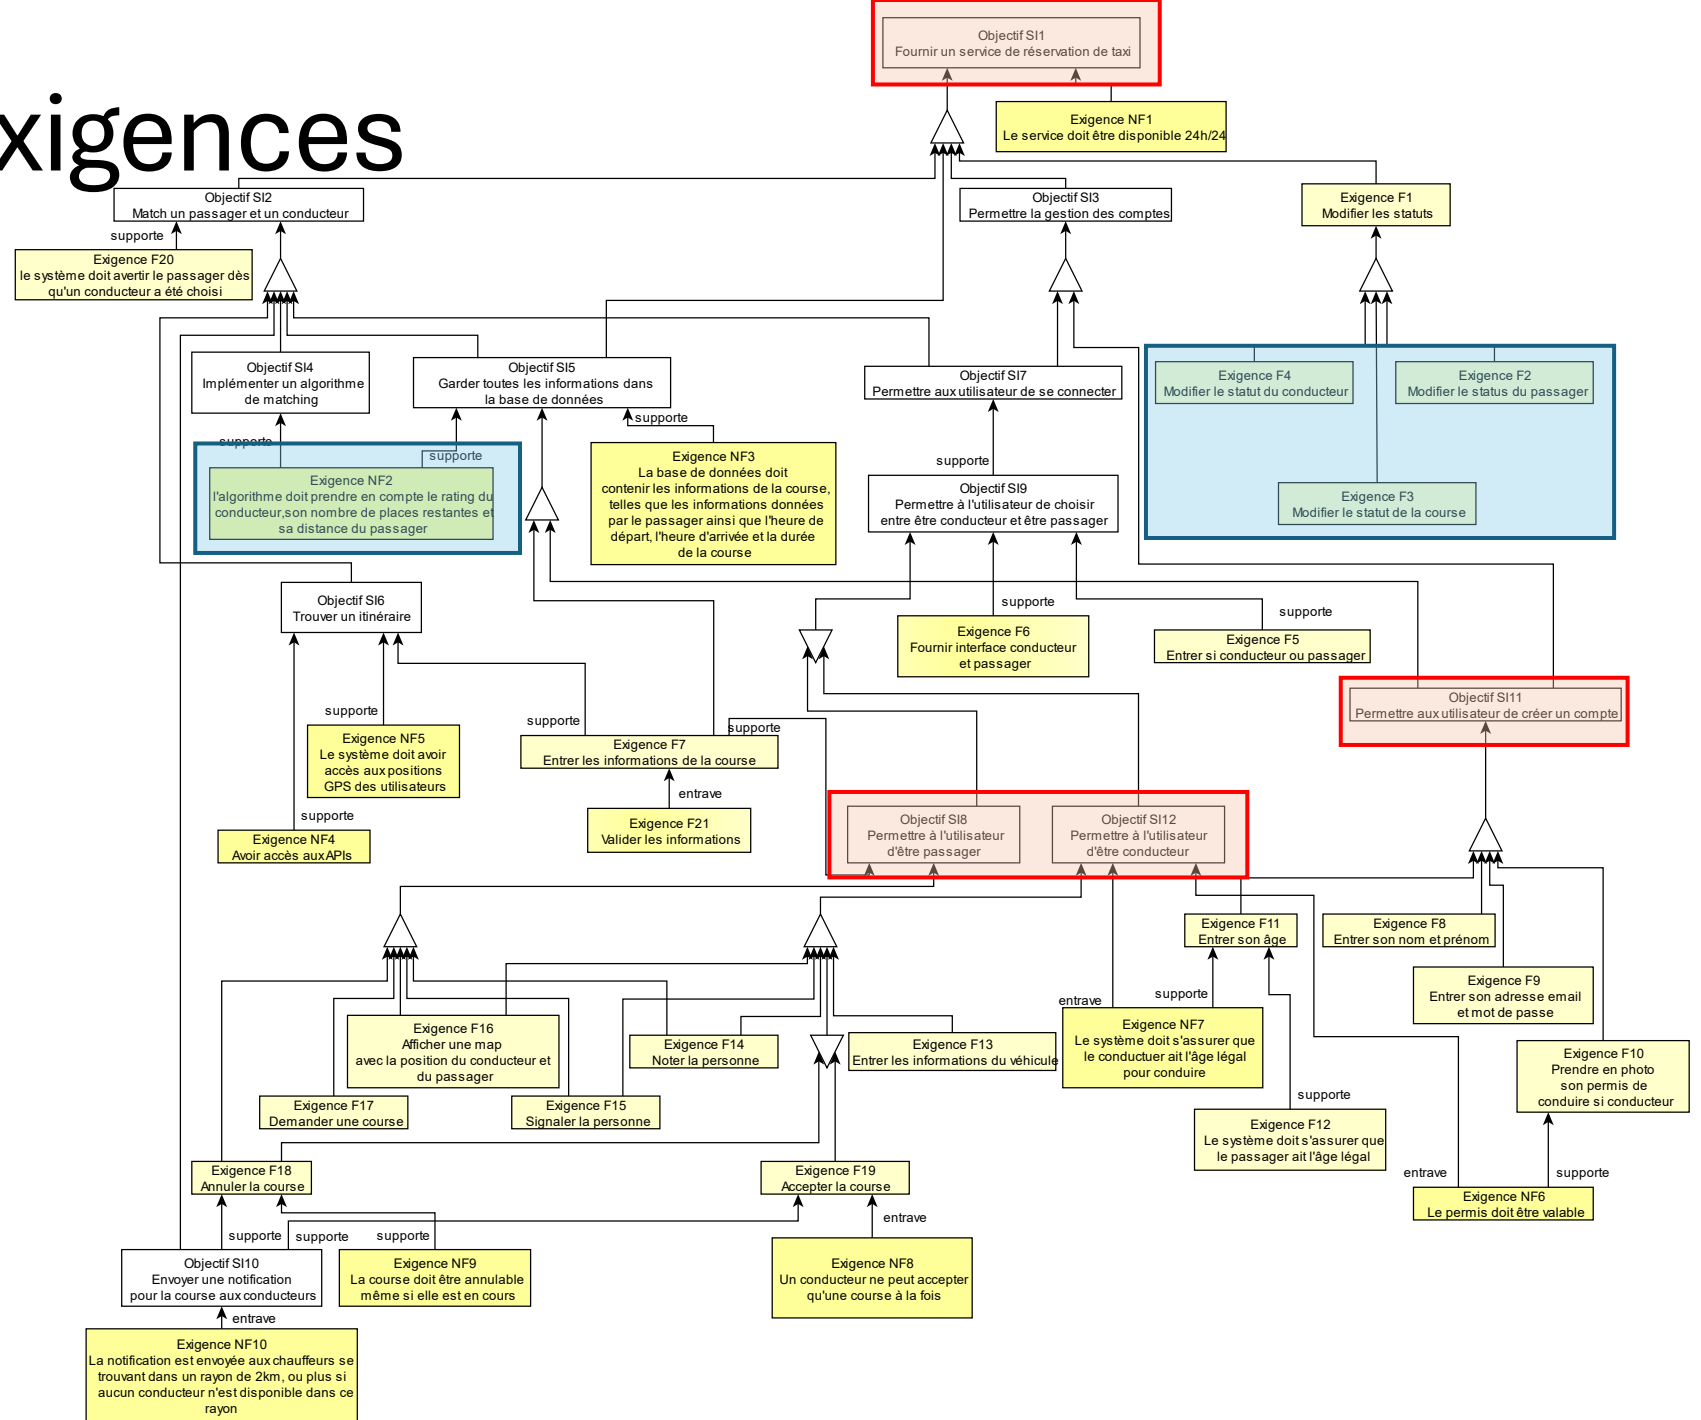 xigences
Objectif SI1
Fournir un service de réservation de taxi
Exigence NF1
Le service doit être disponible 24h/24
Objectif SI2
Match un passager et un conducteur
Objectif SI3
Permettre la gestion des comptes
Exigence F1
Modifier les statuts
supporte
Exigence F20
le système doit avertir le passager dès
qu'un conducteur a été choisi
Objectif SI4
Implémenter un algorithme
de matching
Objectif SI5
Garder toutes les informations dans
la base de données
Objectif SI7
Permettre aux utilisateur de se connecter
Exigence F4
Modifier le statut du conducteur
Exigence F2
Modifier le status du passager
supporte
supporte
supporte
Exigence NF2
l'algorithme doit prendre en compte le rating du
conducteur,son nombre de places restantes et
sa distance du passager
Exigence NF3
La base de données doit
contenir les informations de la course,
telles que les informations données
par le passager ainsi que l'heure de
départ, l'heure d'arrivée et la durée
de la course
supporte
Objectif SI9
Permettre à l'utilisateur de choisir
entre être conducteur et être passager
Exigence F3
Modifier le statut de la course
Objectif SI6
Trouver un itinéraire
supporte
Exigence F6
Fournir interface conducteur
et passager
supporte
Exigence F5
Entrer si conducteur ou passager
Objectif SI11
Permettre aux utilisateur de créer un compte
supporte
Exigence NF5
Le système doit avoir
accès aux positions
GPS des utilisateurs
supporte
supporte
Exigence F7
Entrer les informations de la course
entrave
Exigence F21
Valider les informations
supporte
Exigence NF4
Avoir accès aux APIs
Objectif SI8
Permettre à l'utilisateur
d'être passager
Objectif SI12
Permettre à l'utilisateur
d'être conducteur
Exigence F11
Entrer son âge
Exigence F8
Entrer son nom et prénom
Exigence F9
Entrer son adresse email
et mot de passe
entrave
supporte
Exigence F16
Afficher une map
avec la position du conducteur et
du passager
Exigence F14
Noter la personne
Exigence F13
Entrer les informations du véhicule
Exigence NF7
Le système doit s'assurer que
le conductuer ait l'âge légal
pour conduire
Exigence F10
Prendre en photo
son permis de
conduire si conducteur
Exigence F17
Demander une course
Exigence F15
Signaler la personne
supporte
Exigence F12
Le système doit s'assurer que
le passager ait l'âge légal
Exigence F18
Annuler la course
Exigence F19
Accepter la course
entrave
supporte
Exigence NF6
Le permis doit être valable
supporte
supporte
supporte
entrave
Objectif SI10
Envoyer une notification
pour la course aux conducteurs
Exigence NF9
La course doit être annulable
même si elle est en cours
Exigence NF8
Un conducteur ne peut accepter
qu'une course à la fois
entrave
Exigence NF10
La notification est envoyée aux chauffeurs se
trouvant dans un rayon de 2km, ou plus si
aucun conducteur n'est disponible dans ce
rayon